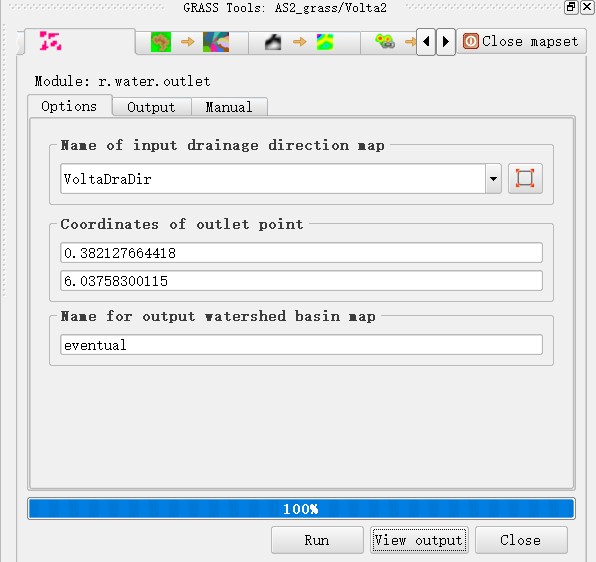 GRASS Tools: AS2_grass/Volta2
Close mapset
Module: r.water.outlet
Options Output Manual
Name of input drainage direction map
VoltaDraDir
Coordinates of outlet point
0.382127664418
6.03758300115
Name for output watershed basin map
eventual
100%
Run View output Close